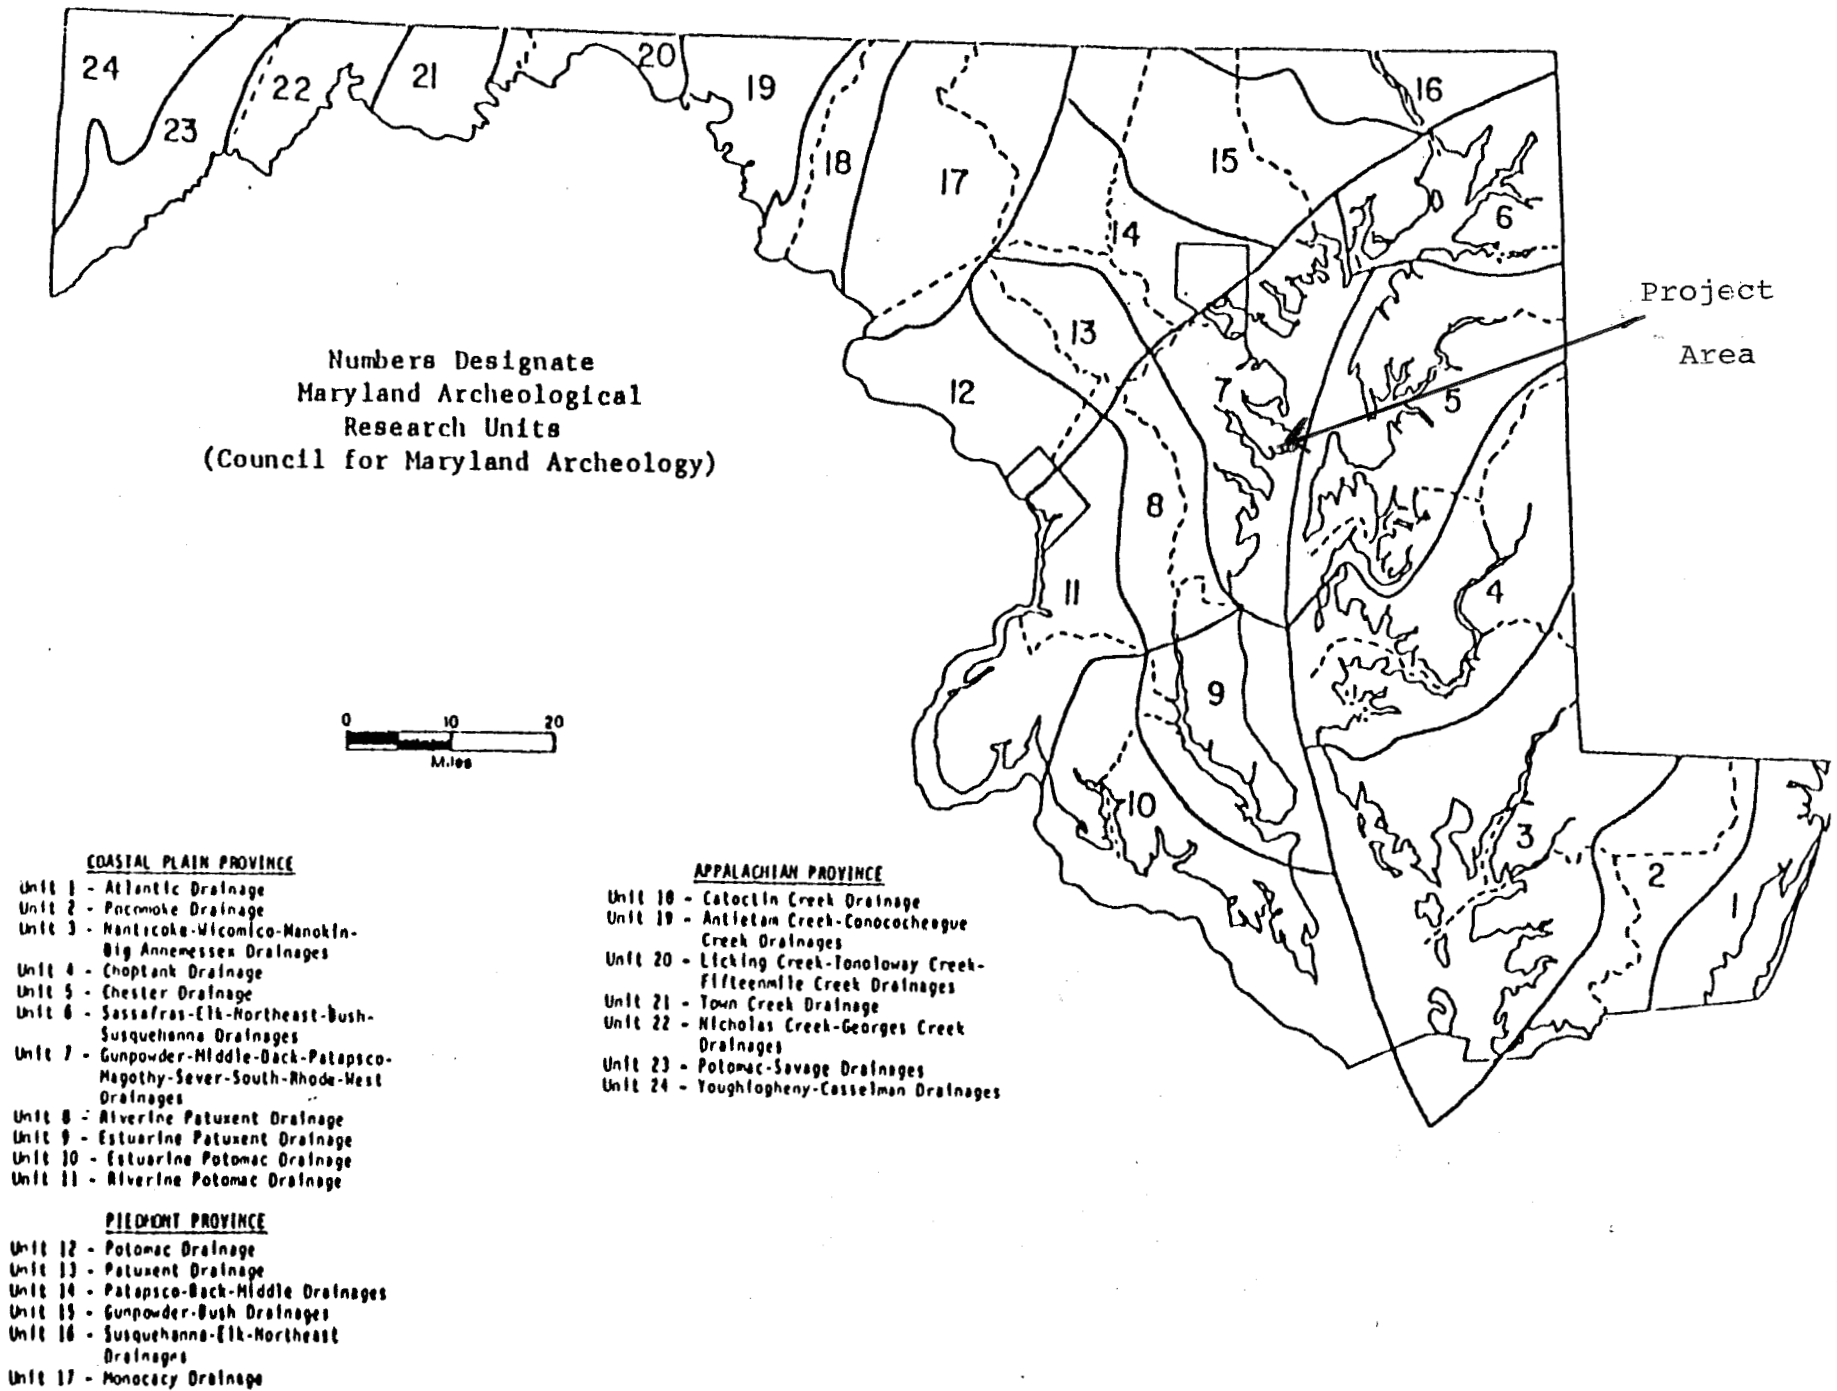 24
23
22
21
20
19
18
17
16
15
14
13
12
11
10
9
8
7
6
5
4
3
2
1
Project
Area
Numbers Designate
Maryland Archeological
Research Units
(Council for Maryland Archeology)
0 10 20
Miles
COASTAL PLAIN PROVINCE
Unit 1 - Atlantic Drainage
Unit 2 - Pocomoke Drainage
Unit 3 - Nanticoke-Wicomico-Manokin-
Big Annemessex Drainages
Unit 4 - Choptank Drainage
Unit 5 - Chester Drainage
Unit 6 - Sassafras-Elk-Northeast-Bush-
Susquehanna Drainages
Unit 7 - Gunpowder-Middle-Back-Patapsco-
Magothy-Sever-South-Rhode-West
Drainages
Unit 8 - Riverine Patuxent Drainage
Unit 9 - Estuarine Patuxent Drainage
Unit 10 - Estuarine Potomac Drainage
Unit 11 - Riverine Potomac Drainage
PIEDMONT PROVINCE
Unit 12 - Potomac Drainage
Unit 13 - Patuxent Drainage
Unit 14 - Patapsco-Back-Middle Drainages
Unit 15 - Gunpowder-Bush Drainages
Unit 16 - Susquehanna-Elk-Northeast
Drainages
Unit 17 - Monocacy Drainage
APPALACHIAN PROVINCE
Unit 18 - Catoctin Creek Drainage
Unit 19 - Antietam Creek-Conococheague
Creek Drainages
Unit 20 - Licking Creek-Tonoloway Creek-
Fifteenmile Creek Drainages
Unit 21 - Town Creek Drainage
Unit 22 - Nicholas Creek-Georges Creek
Drainages
Unit 23 - Potomac-Savage Drainages
Unit 24 - Youghiogheny-Casselman Drainages